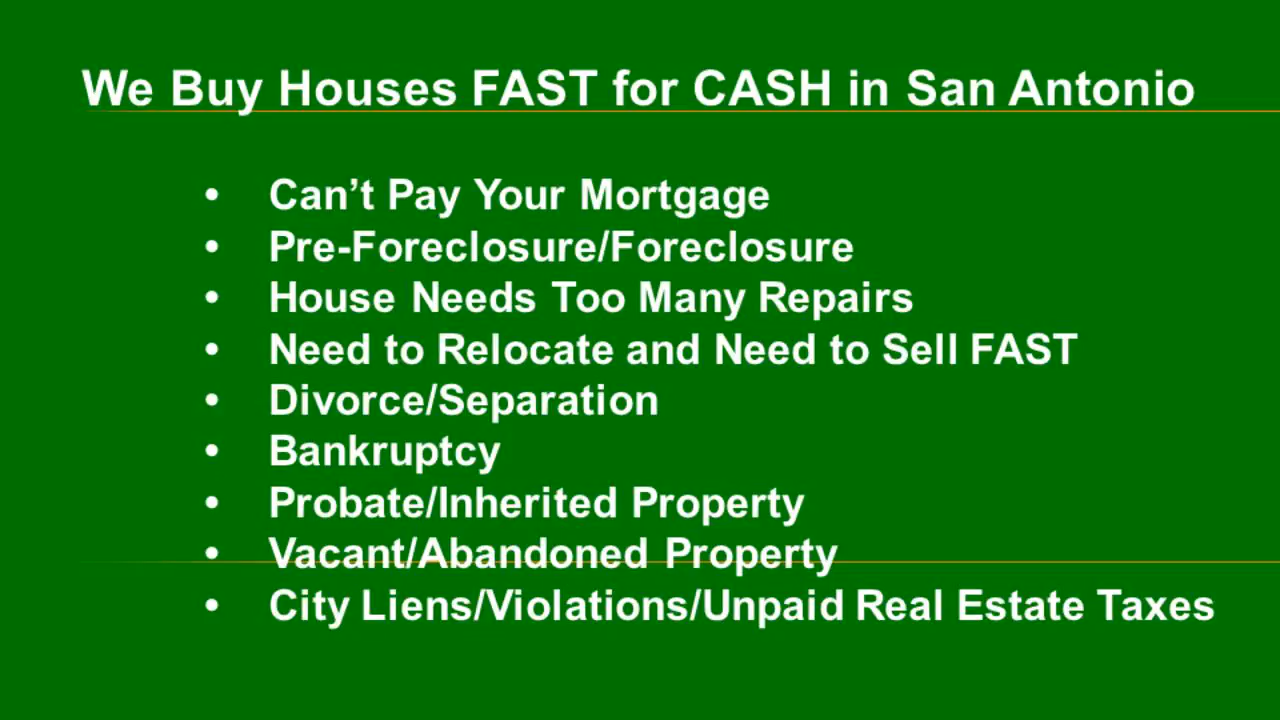 We Buy Houses FAST for CASH in San Antonio
• Can’t Pay Your Mortgage
• Pre-Foreclosure/Foreclosure
• House Needs Too Many Repairs
• Need to Relocate and Need to Sell FAST
• Divorce/Separation
• Bankruptcy
• Probate/Inherited Property
• Vacant/Abandoned Property
• City Liens/Violations/Unpaid Real Estate Taxes